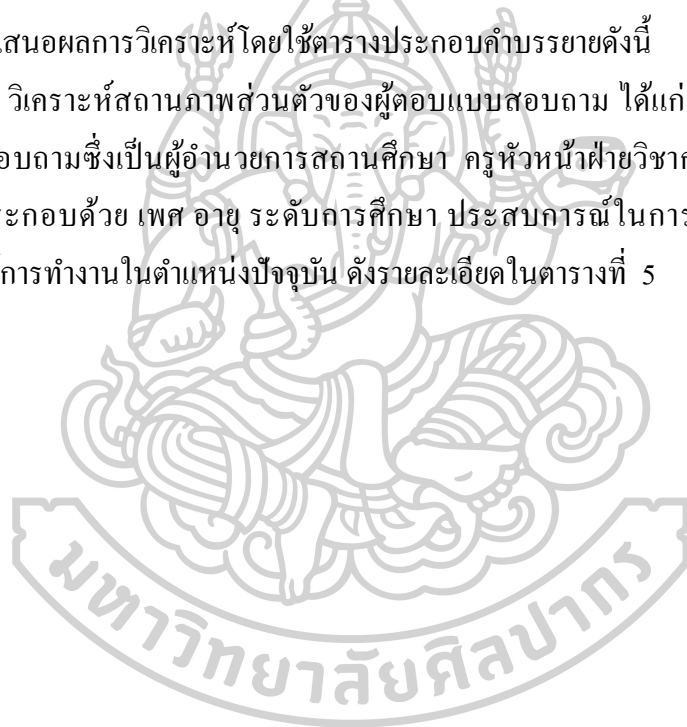 เสนอผลการวิเคราะห์โดยใช้ตารางประกอบคำบรรยายดังนี้
วิเคราะห์สถานภาพส่วนตัวของผู้ตอบแบบสอบถาม ได้แก่
อบถามซึ่งเป็นผู้อำนวยการสถานศึกษา ครูหัวหน้าฝ่ายวิชาก
ระกอบด้วย เพศ อายุ ระดับการศึกษา ประสบการณ์ในการ
การทำงานในตำแหน่งปัจจุบัน ดังรายละเอียดในตารางที่ 5
มหาวิทยาลัยศิลปากร